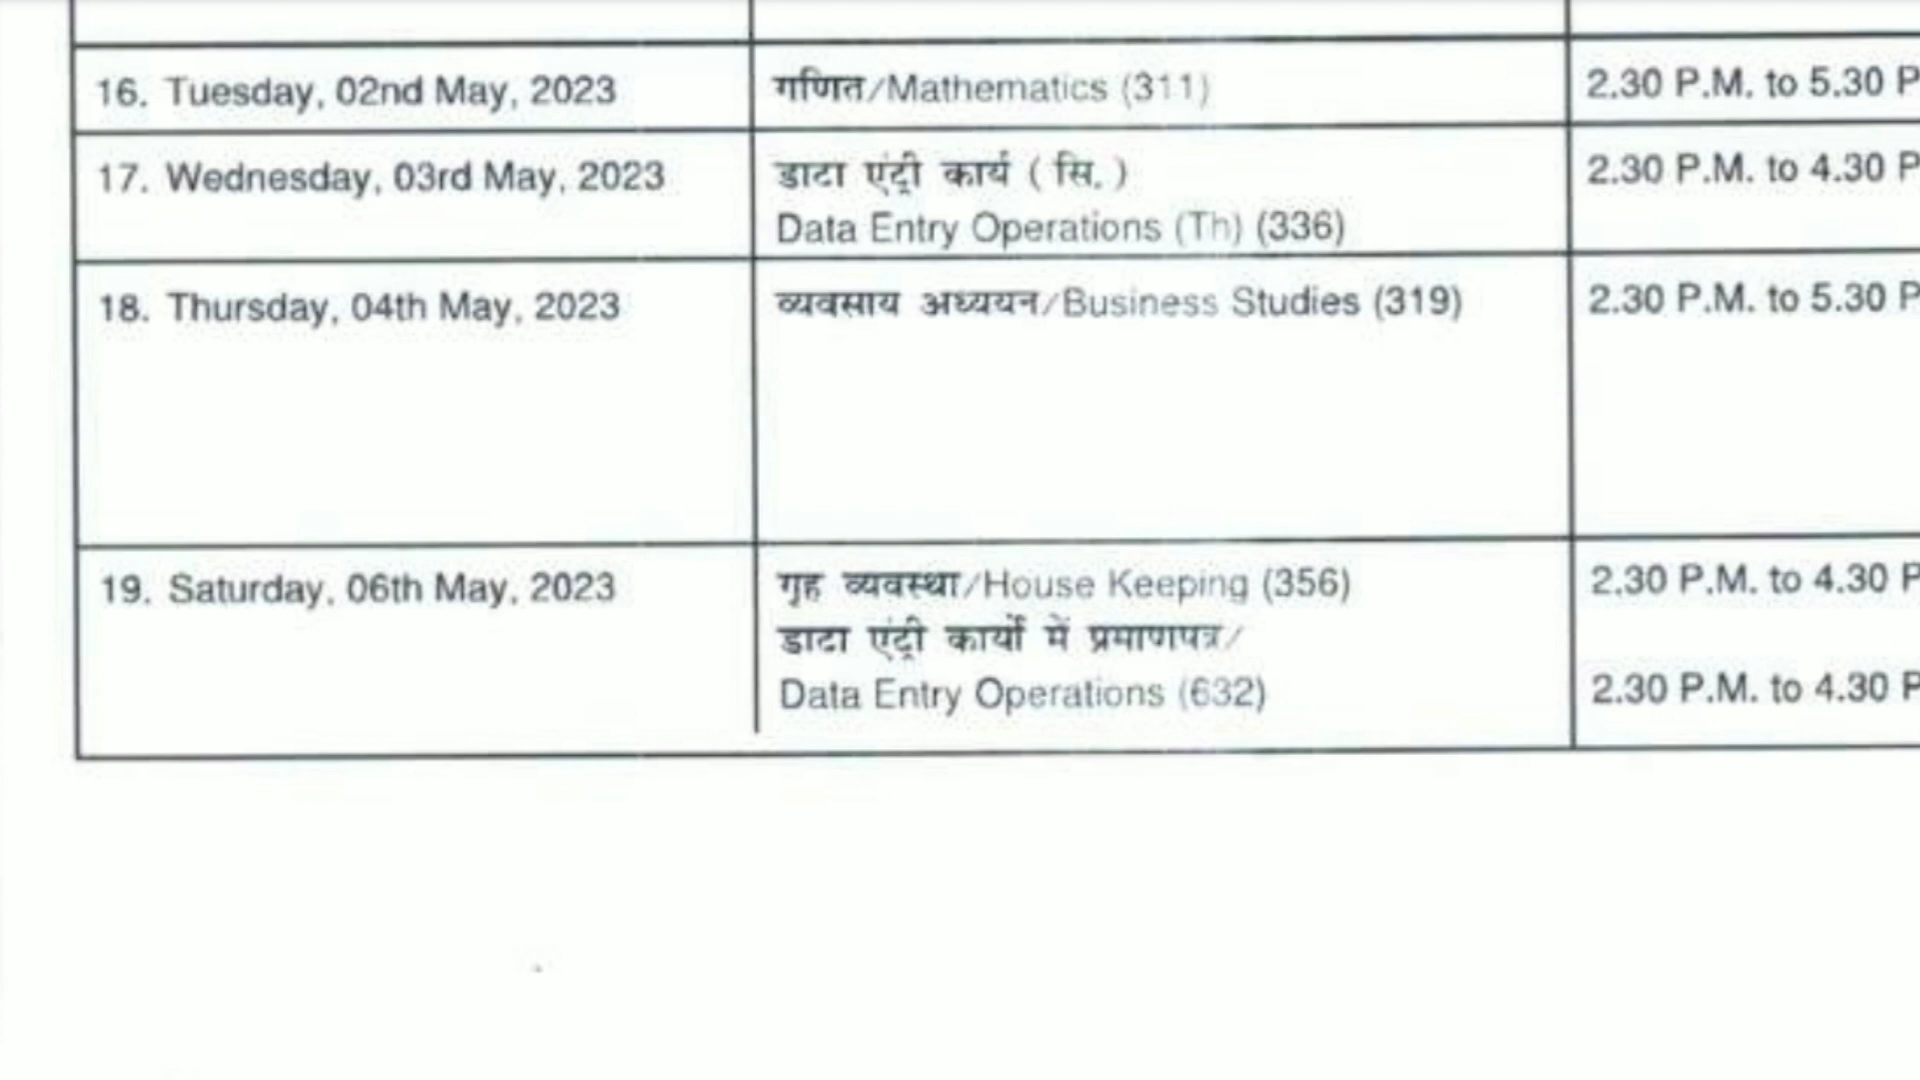 16. Tuesday, 02nd May, 2023 गणित/Mathematics (311) 2.30 P.M. to 5.30 P
17. Wednesday, 03rd May, 2023 डाटा एंट्री कार्य ( सि. ) 2.30 P.M. to 4.30 P
Data Entry Operations (Th) (336)
18. Thursday, 04th May, 2023 व्यवसाय अध्ययन/Business Studies (319) 2.30 P.M. to 5.30 P
19. Saturday, 06th May, 2023 गृह व्यवस्था/House Keeping (356) 2.30 P.M. to 4.30 P
डाटा एंट्री कार्यों में प्रमाणपत्र/
Data Entry Operations (632) 2.30 P.M. to 4.30 P